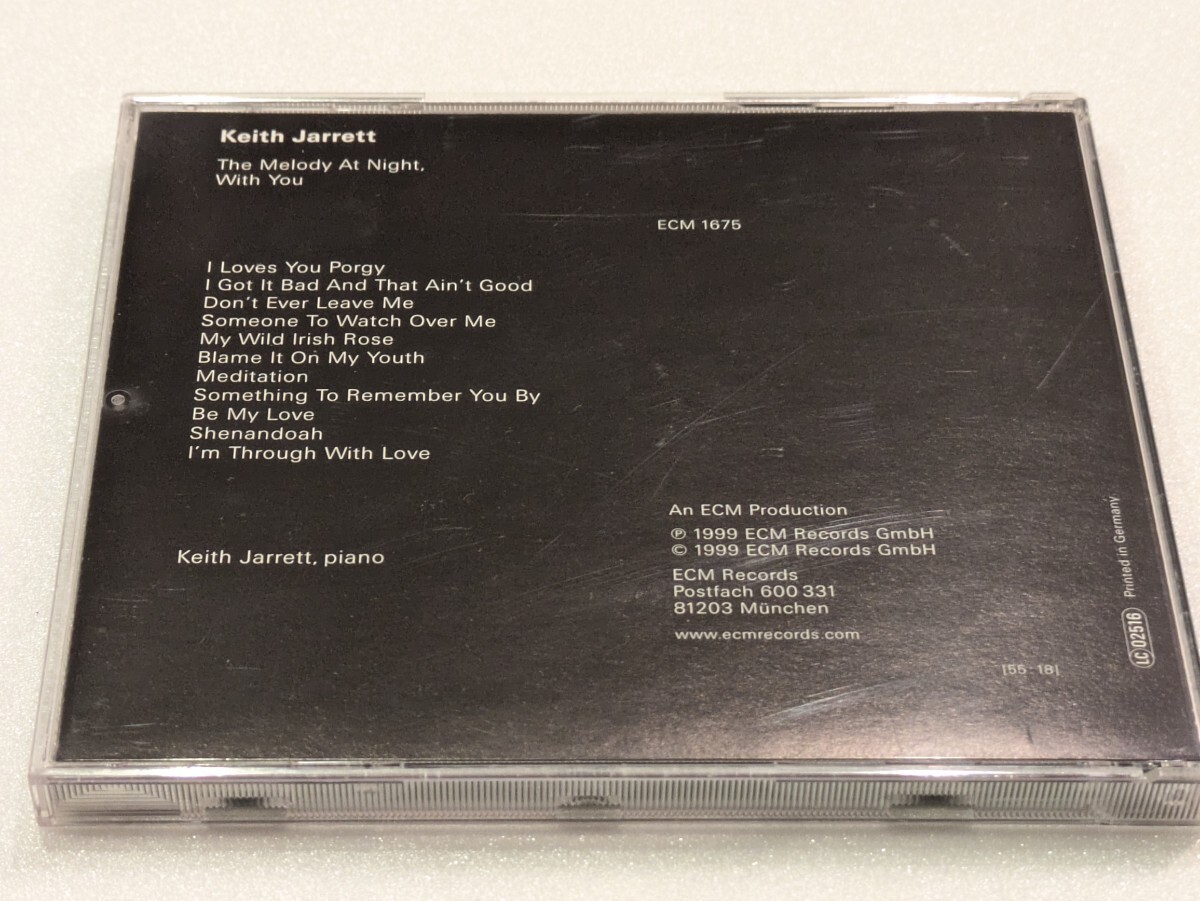 Keith Jarrett
The Melody At Night,
With You
ECM 1675
I Loves You Porgy
I Got It Bad And That Ain't Good
Don't Ever Leave Me
Someone To Watch Over Me
My Wild Irish Rose
Blame It On My Youth
Meditation
Something To Remember You By
Be My Love
Shenandoah
I'm Through With Love
Keith Jarrett, piano
An ECM Production
℗ 1999 ECM Records GmbH
© 1999 ECM Records GmbH
ECM Records
Postfach 600 331
81203 München
www.ecmrecords.com
|55 18|
LC 02516
Printed in Germany